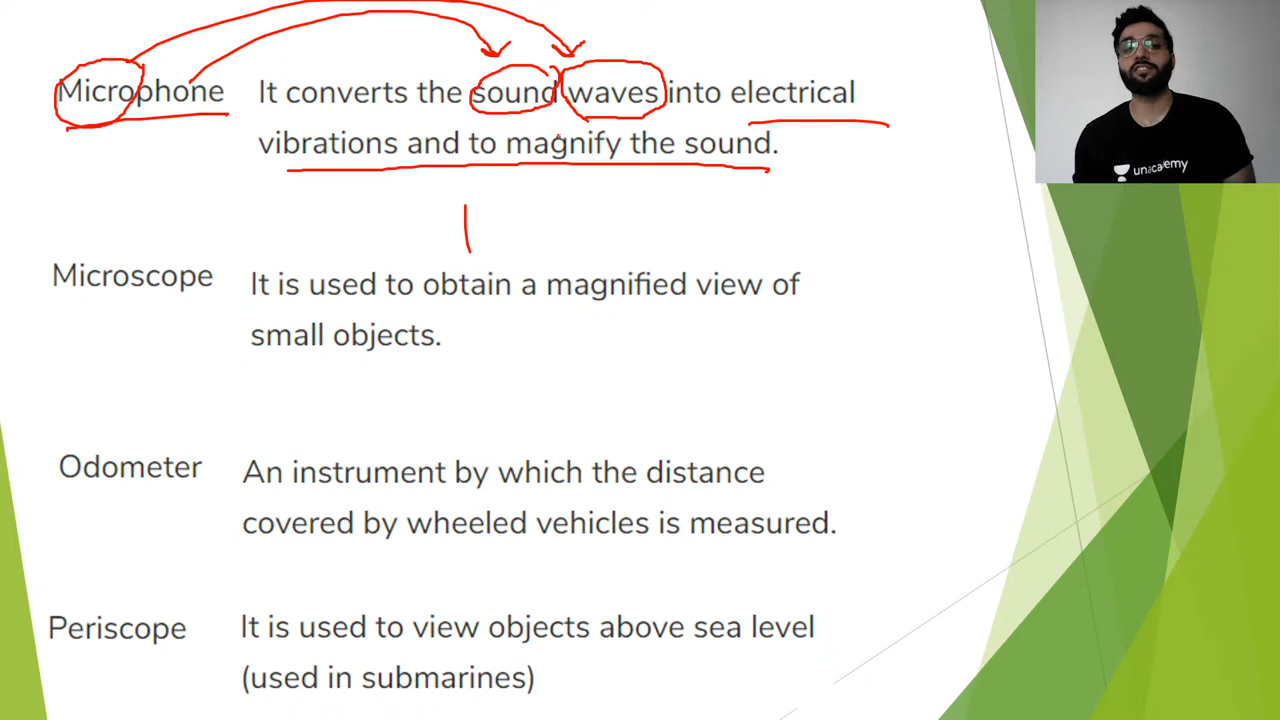 Microphone It converts the sound waves into electrical
vibrations and to magnify the sound.
unacademy
Microscope It is used to obtain a magnified view of
small objects.
Odometer An instrument by which the distance
covered by wheeled vehicles is measured.
Periscope It is used to view objects above sea level
(used in submarines)